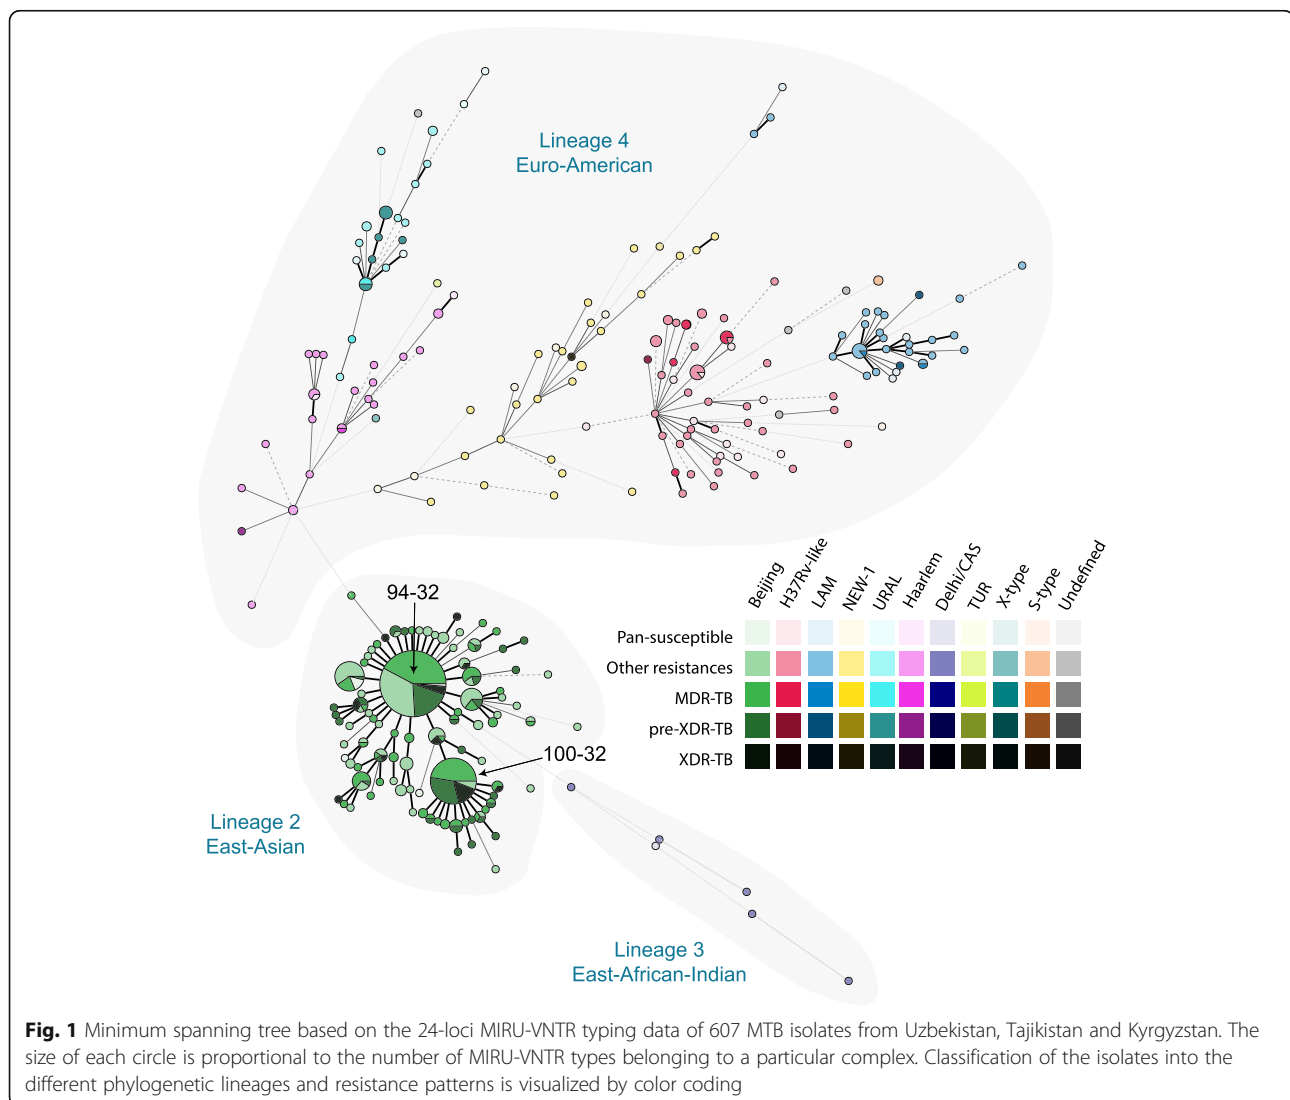 Lineage 4
Euro-American
94-32
100-32
Lineage 2
East-Asian
Lineage 3
East-African-Indian
Beijing
H37Rv-like
LAM
NEW-1
URAL
Haarlem
Delhi/CAS
TUR
X-type
S-type
Undefined
Pan-susceptible
Other resistances
MDR-TB
pre-XDR-TB
XDR-TB
Fig. 1 Minimum spanning tree based on the 24-loci MIRU-VNTR typing data of 607 MTB isolates from Uzbekistan, Tajikistan and Kyrgyzstan. The
size of each circle is proportional to the number of MIRU-VNTR types belonging to a particular complex. Classification of the isolates into the
different phylogenetic lineages and resistance patterns is visualized by color coding